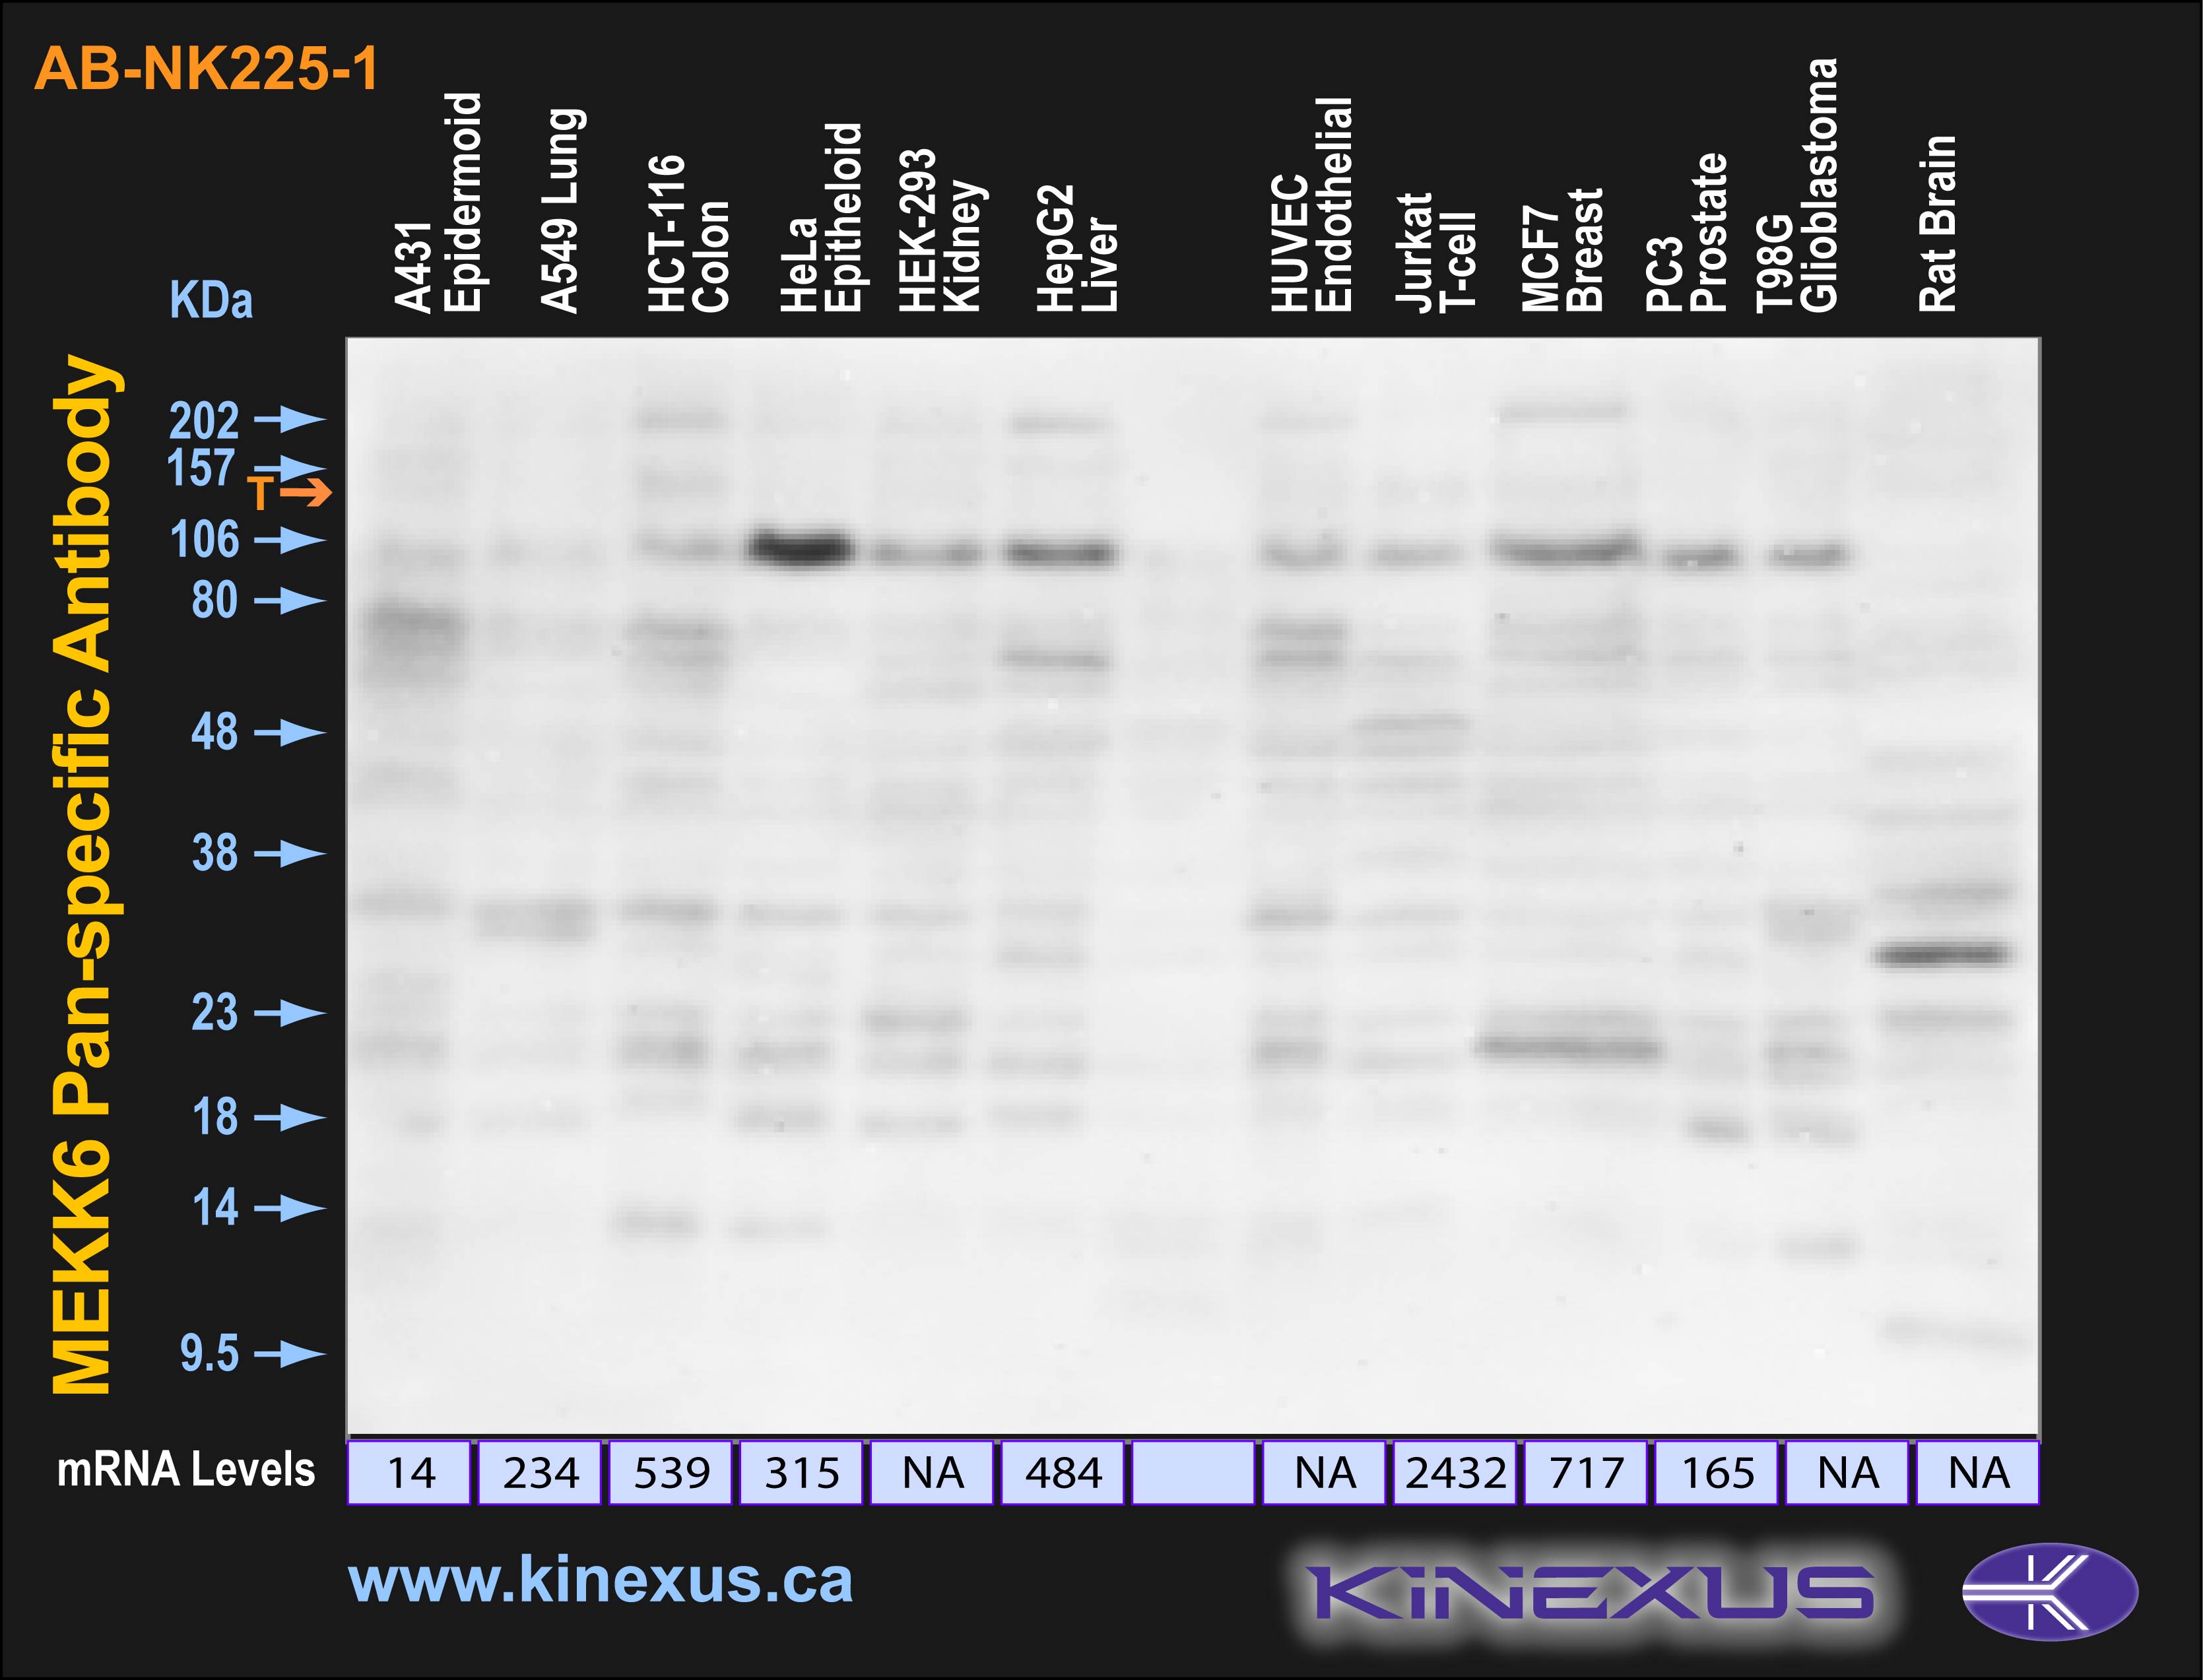 AB-NK225-1
A431
Epidermoid
A549 Lung
HCT-116
Colon
HeLa
Epitheloid
HEK-293
Kidney
HepG2
Liver
HUVEC
Endothelial
Jurkat
T-cell
MCF7
Breast
PC3
Prostate
T98G
Glioblastoma
Rat Brain
KDa
MEKK6 Pan-specific Antibody
202
157
T
106
80
48
38
23
18
14
9.5
mRNA Levels 14 234 539 315 NA 484 NA 2432 717 165 NA NA
www.kinexus.ca
KiNEXUS
K